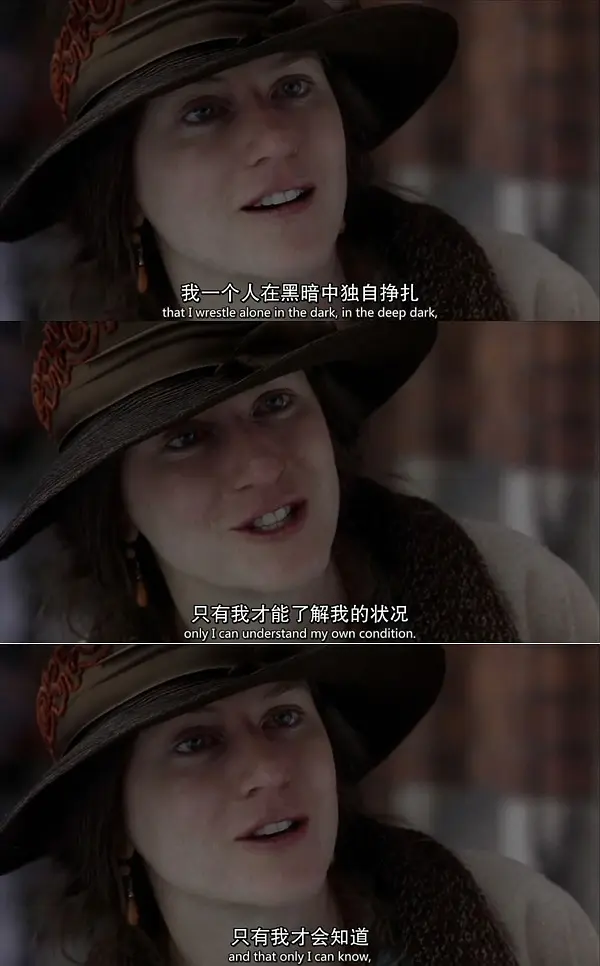 我一个人在黑暗中独自挣扎
that I wrestle alone in the dark, in the deep dark,
只有我才能了解我的状况
only I can understand my own condition.
只有我才会知道
and that only I can know,